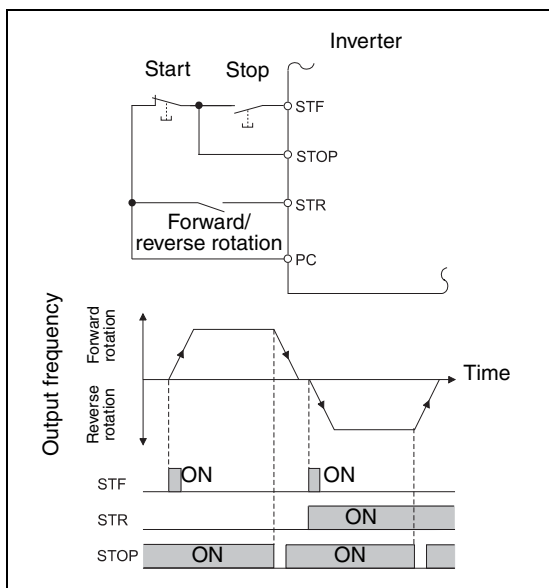 Inverter
Start Stop
STF
STOP
STR
Forward/
reverse rotation
PC
Output frequency
Forward
rotation
Reverse
rotation
Time
STF ON ON
STR ON
STOP ON ON